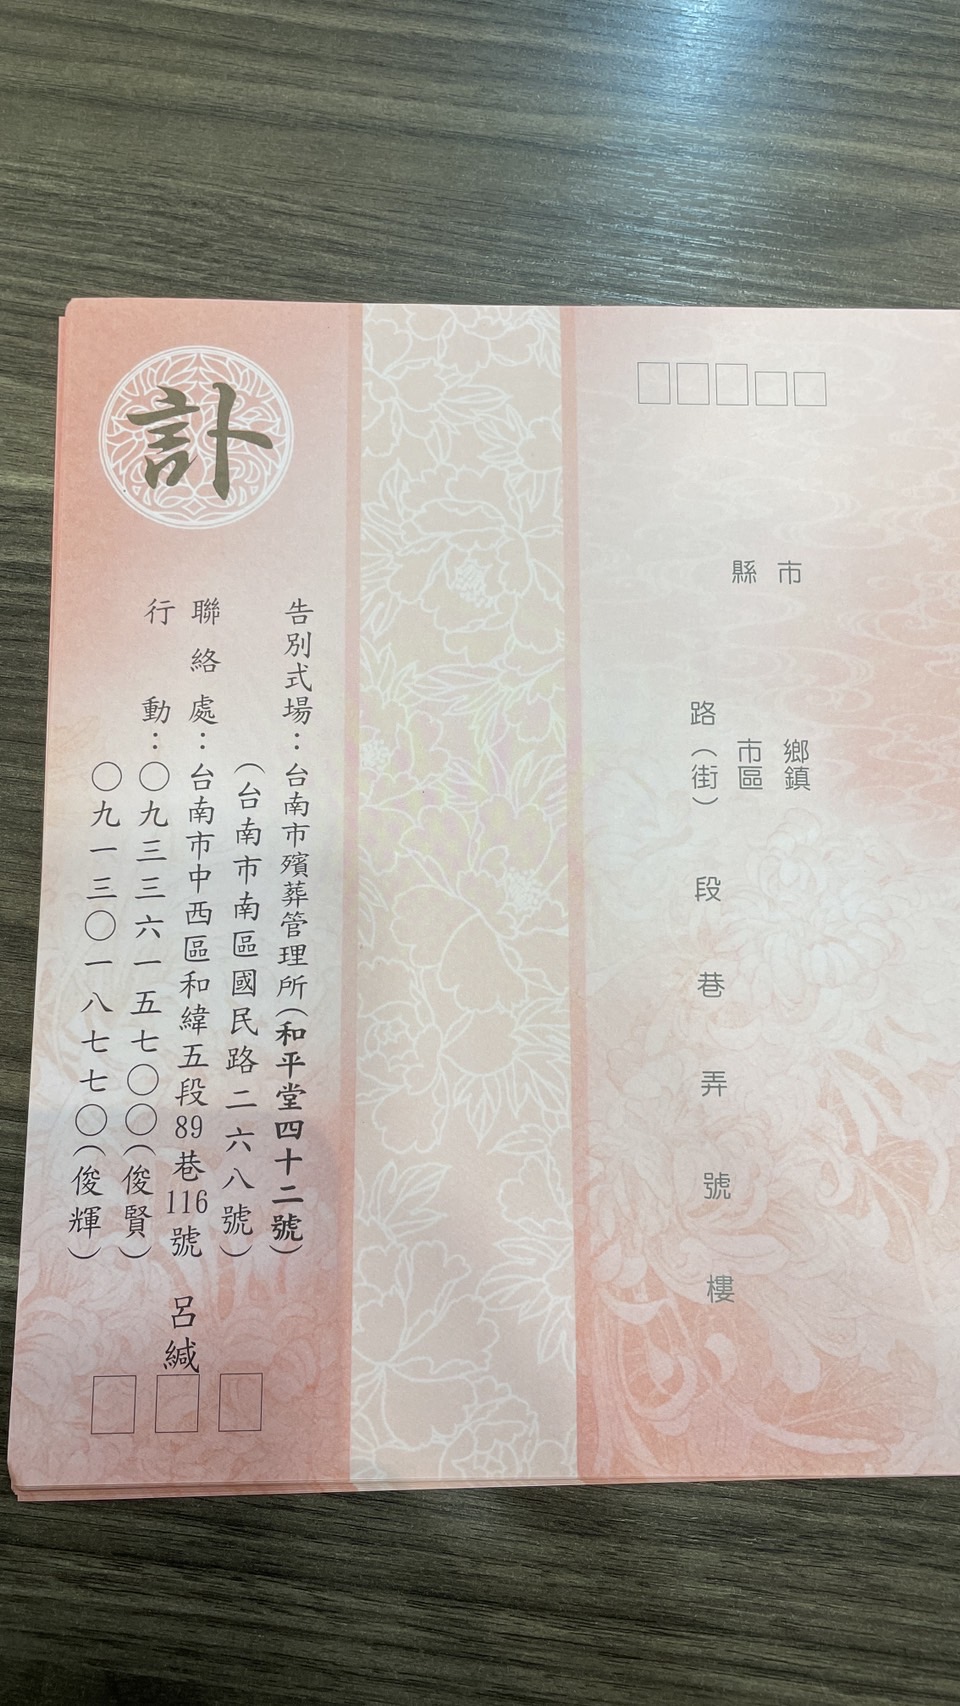 市
縣
鄉鎮
市區
路(街)
段
巷
弄
號
樓
訃
告別式場：台南市殯葬管理所(和平堂四十二號)
(台南市南區國民路二六八號)
聯絡處：台南市中西區和緯五段89巷116號
行動：〇九三三六一五七〇〇(俊賢)
〇九一三〇一八七七〇(俊輝)
呂緘